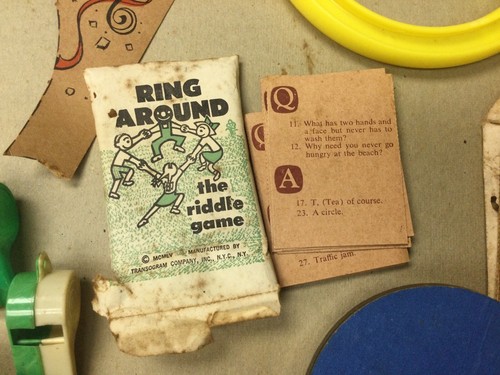 RING
AROUND
the
riddle
game
© MCMLV MANUFACTURED BY
TRANSOGRAM COMPANY, INC., N.Y.C., N.Y.
Q
11. What has two hands and
a face but never has to
wash them?
12. Why need you never go
hungry at the beach?
A
17. T, (Tea) of course.
23. A circle.
27. Traffic jam.